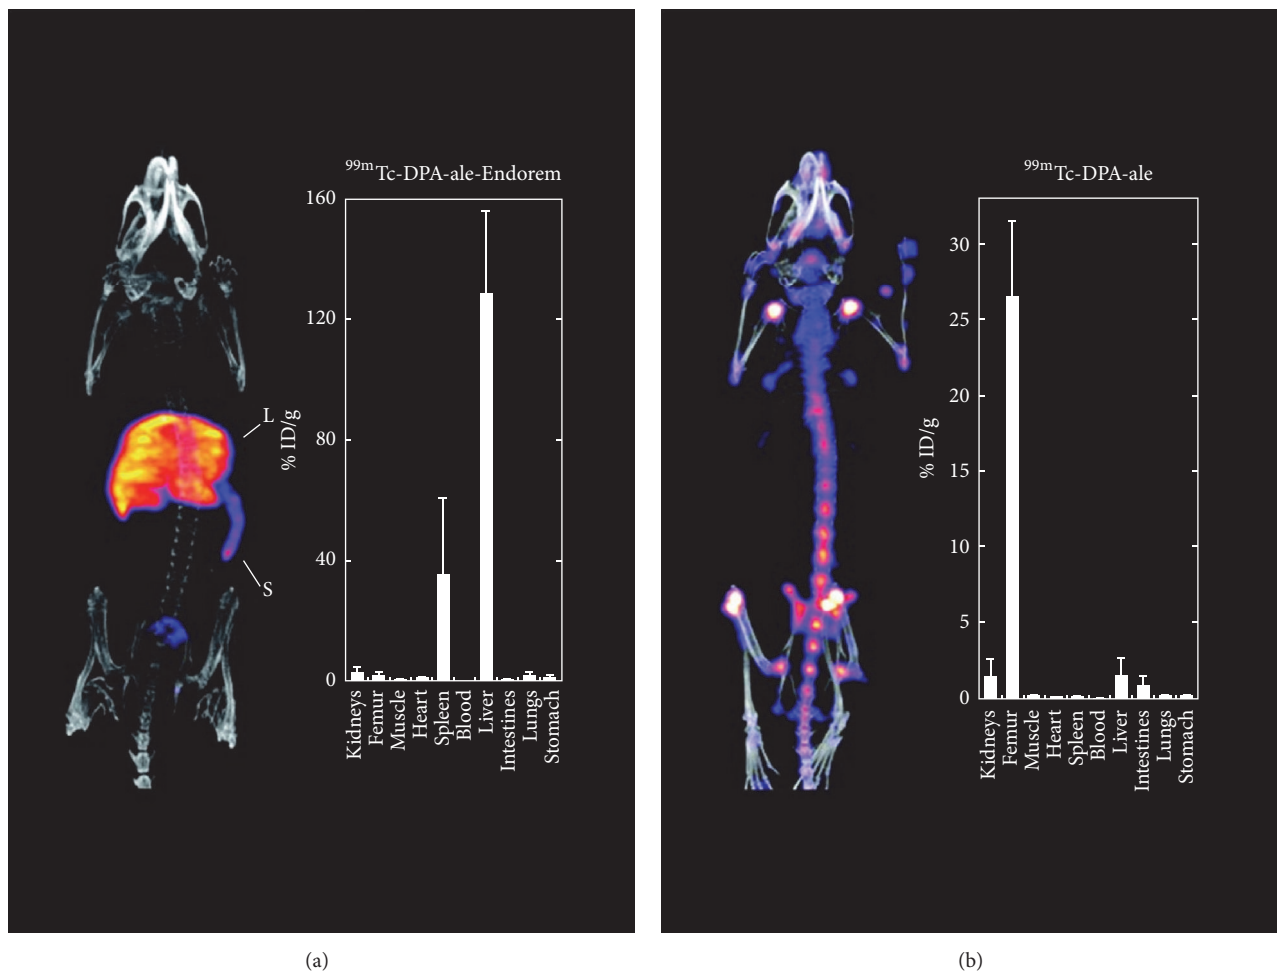 99mTc-DPA-ale-Endorem
160
120
80
40
0
% ID/g
L
S
Kidneys
Femur
Muscle
Heart
Spleen
Blood
Liver
Intestines
Lungs
Stomach
(a)
99mTc-DPA-ale
30
25
20
15
10
5
0
% ID/g
Kidneys
Femur
Muscle
Heart
Spleen
Blood
Liver
Intestines
Lungs
Stomach
(b)